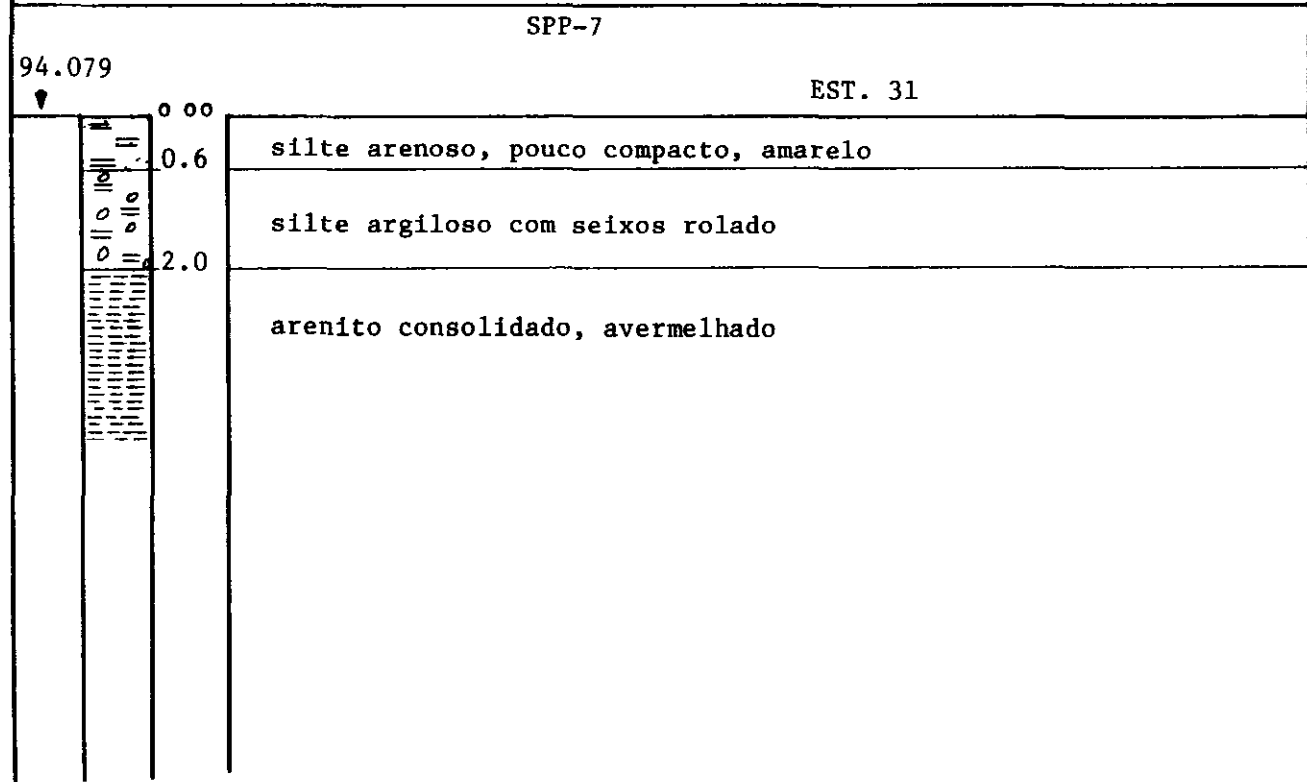 SPP-7
94.079
EST. 31
0 00
0.6 silte arenoso, pouco compacto, amarelo
silte argiloso com seixos rolado
2.0
arenito consolidado, avermelhado